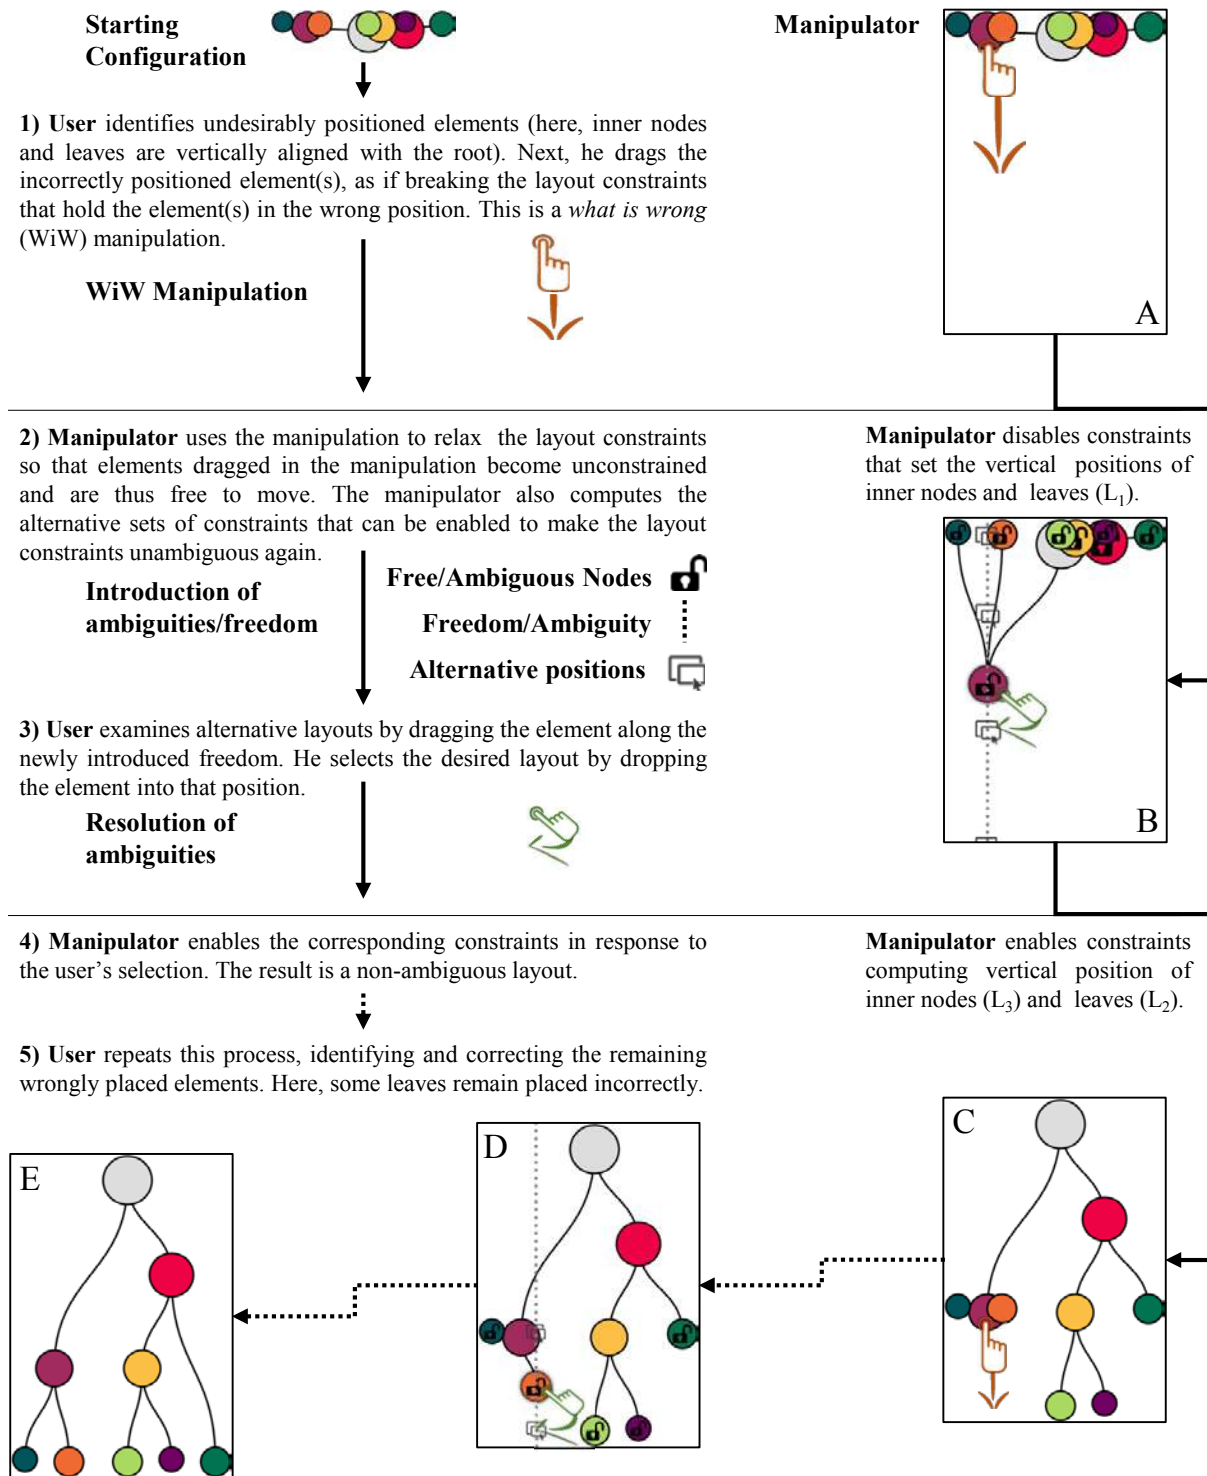 Starting
Configuration
Manipulator
1) User identifies undesirably positioned elements (here, inner nodes
and leaves are vertically aligned with the root). Next, he drags the
incorrectly positioned element(s), as if breaking the layout constraints
that hold the element(s) in the wrong position. This is a what is wrong
(WiW) manipulation.
WiW Manipulation
A
2) Manipulator uses the manipulation to relax the layout constraints
so that elements dragged in the manipulation become unconstrained
and are thus free to move. The manipulator also computes the
alternative sets of constraints that can be enabled to make the layout
constraints unambiguous again.
Introduction of
ambiguities/freedom
Free/Ambiguous Nodes
Freedom/Ambiguity
Alternative positions
Manipulator disables constraints
that set the vertical positions of
inner nodes and leaves (L₁).
B
3) User examines alternative layouts by dragging the element along the
newly introduced freedom. He selects the desired layout by dropping
the element into that position.
Resolution of
ambiguities
4) Manipulator enables the corresponding constraints in response to
the user's selection. The result is a non-ambiguous layout.
Manipulator enables constraints
computing vertical position of
inner nodes (L₃) and leaves (L₂).
5) User repeats this process, identifying and correcting the remaining
wrongly placed elements. Here, some leaves remain placed incorrectly.
C
D
E